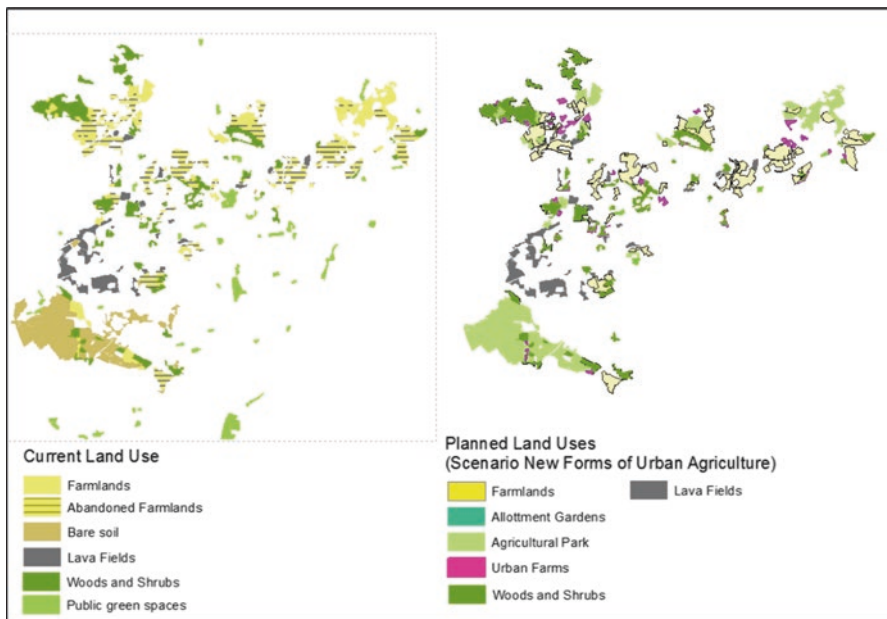 Current Land Use
Farmlands
Abandoned Farmlands
Bare soil
Lava Fields
Woods and Shrubs
Public green spaces
Planned Land Uses
(Scenario New Forms of Urban Agriculture)
Farmlands
Allottment Gardens
Agricultural Park
Urban Farms
Woods and Shrubs
Lava Fields